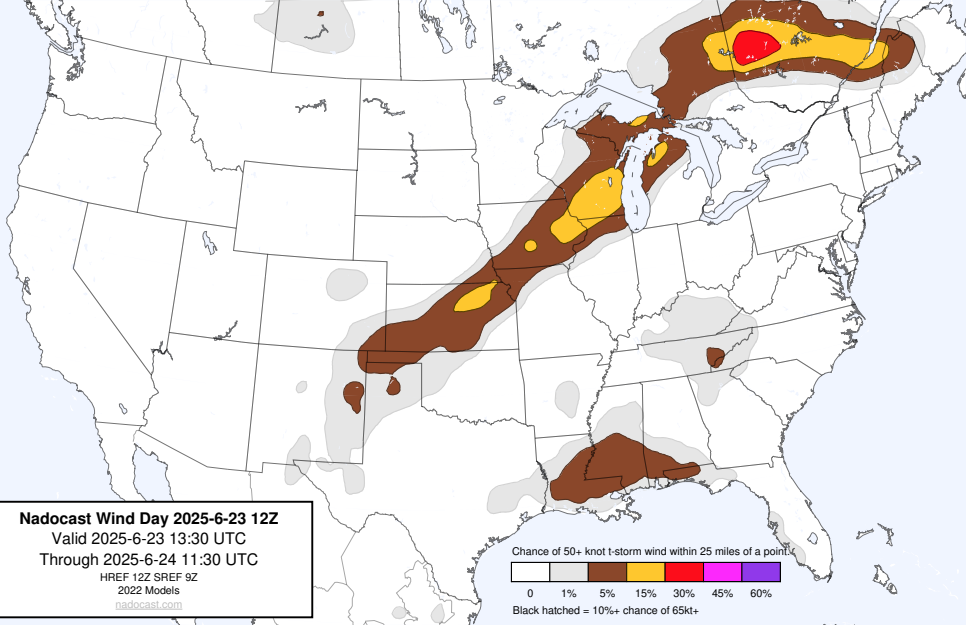 Nadocast Wind Day 2025-6-23 12Z
Valid 2025-6-23 13:30 UTC
Through 2025-6-24 11:30 UTC
HREF 12Z SREF 9Z
2022 Models
nadocast.com
Chance of 50+ knot t-storm wind within 25 miles of a point.
0 1% 5% 15% 30% 45% 60%
Black hatched = 10%+ chance of 65kt+